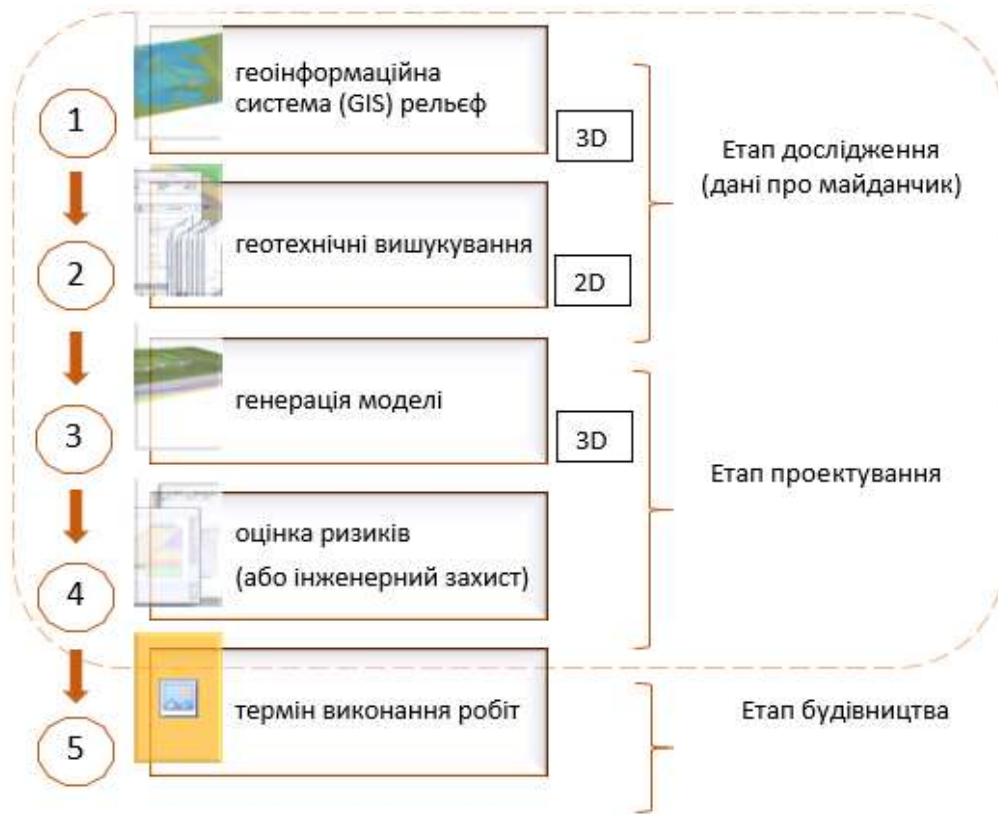 1
геоінформаційна
система (GIS) рельєф
3D
Етап дослідження
(дані про майданчик)
2
геотехнічні вишукування
2D
3
генерація моделі
3D
Етап проектування
4
оцінка ризиків
(або інженерний захист)
5
термін виконання робіт
Етап будівництва